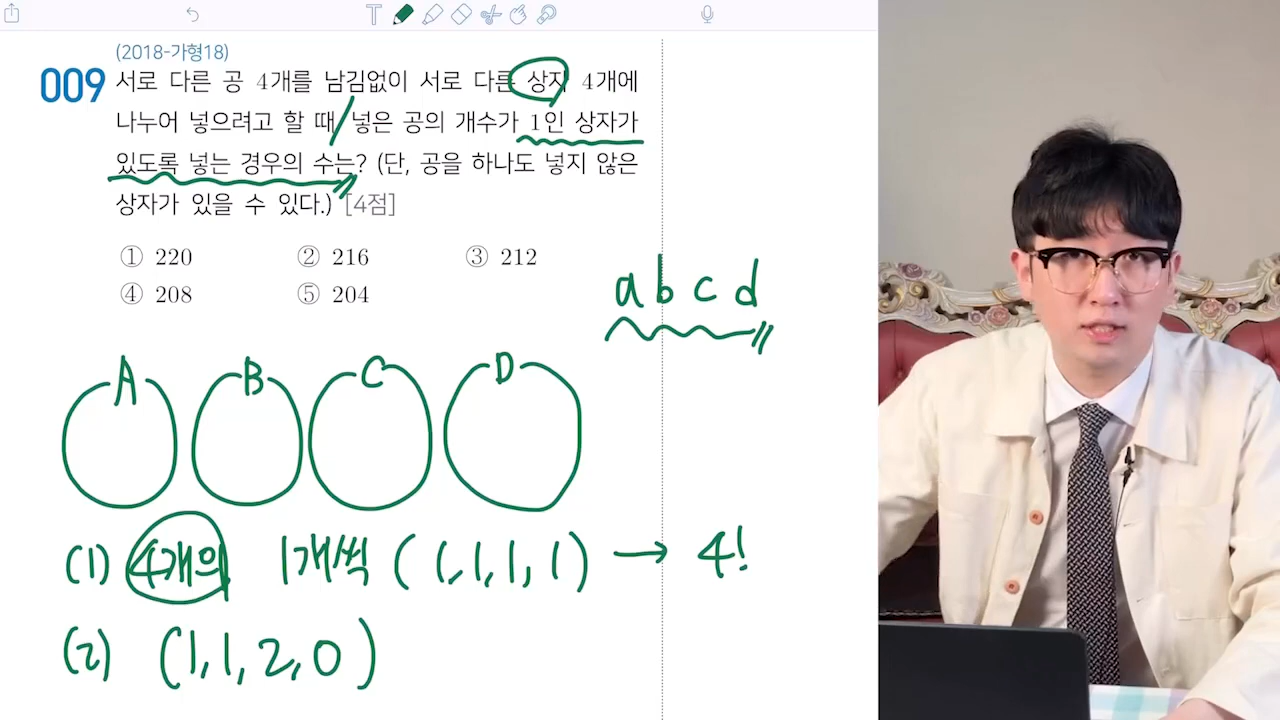 (2018-가형18)
009 서로 다른 공 4개를 남김없이 서로 다른 상자 4개에
나누어 넣으려고 할 때, 넣은 공의 개수가 1인 상자가
있도록 넣는 경우의 수는? (단, 공을 하나도 넣지 않은
상자가 있을 수 있다.) [4점]
① 220 ② 216 ③ 212
④ 208 ⑤ 204
a b c d
A B C D
(1) 4개의 1개씩 (1,1,1,1) → 4!
(2) (1,1,2,0)